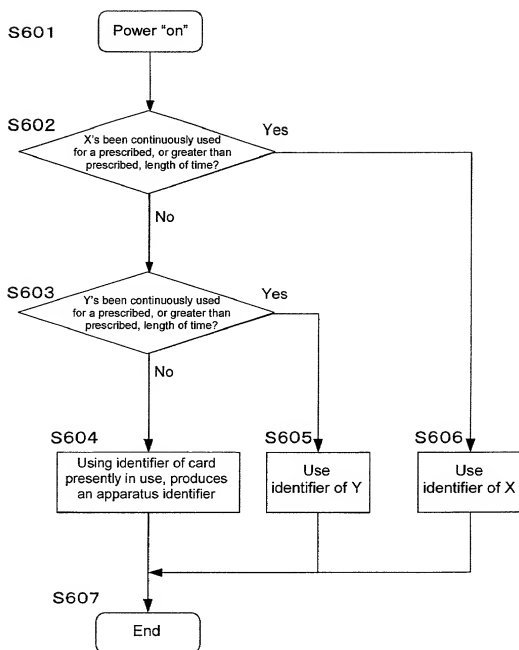 S601
Power "on"
S602
X's been continuously used
for a prescribed, or greater than
prescribed, length of time?
Yes
No
S603
Y's been continuously used
for a prescribed, or greater than
prescribed, length of time?
Yes
No
S604
Using identifier of card
presently in use, produces
an apparatus identifier
S605
Use
identifier of Y
S606
Use
identifier of X
S607
End